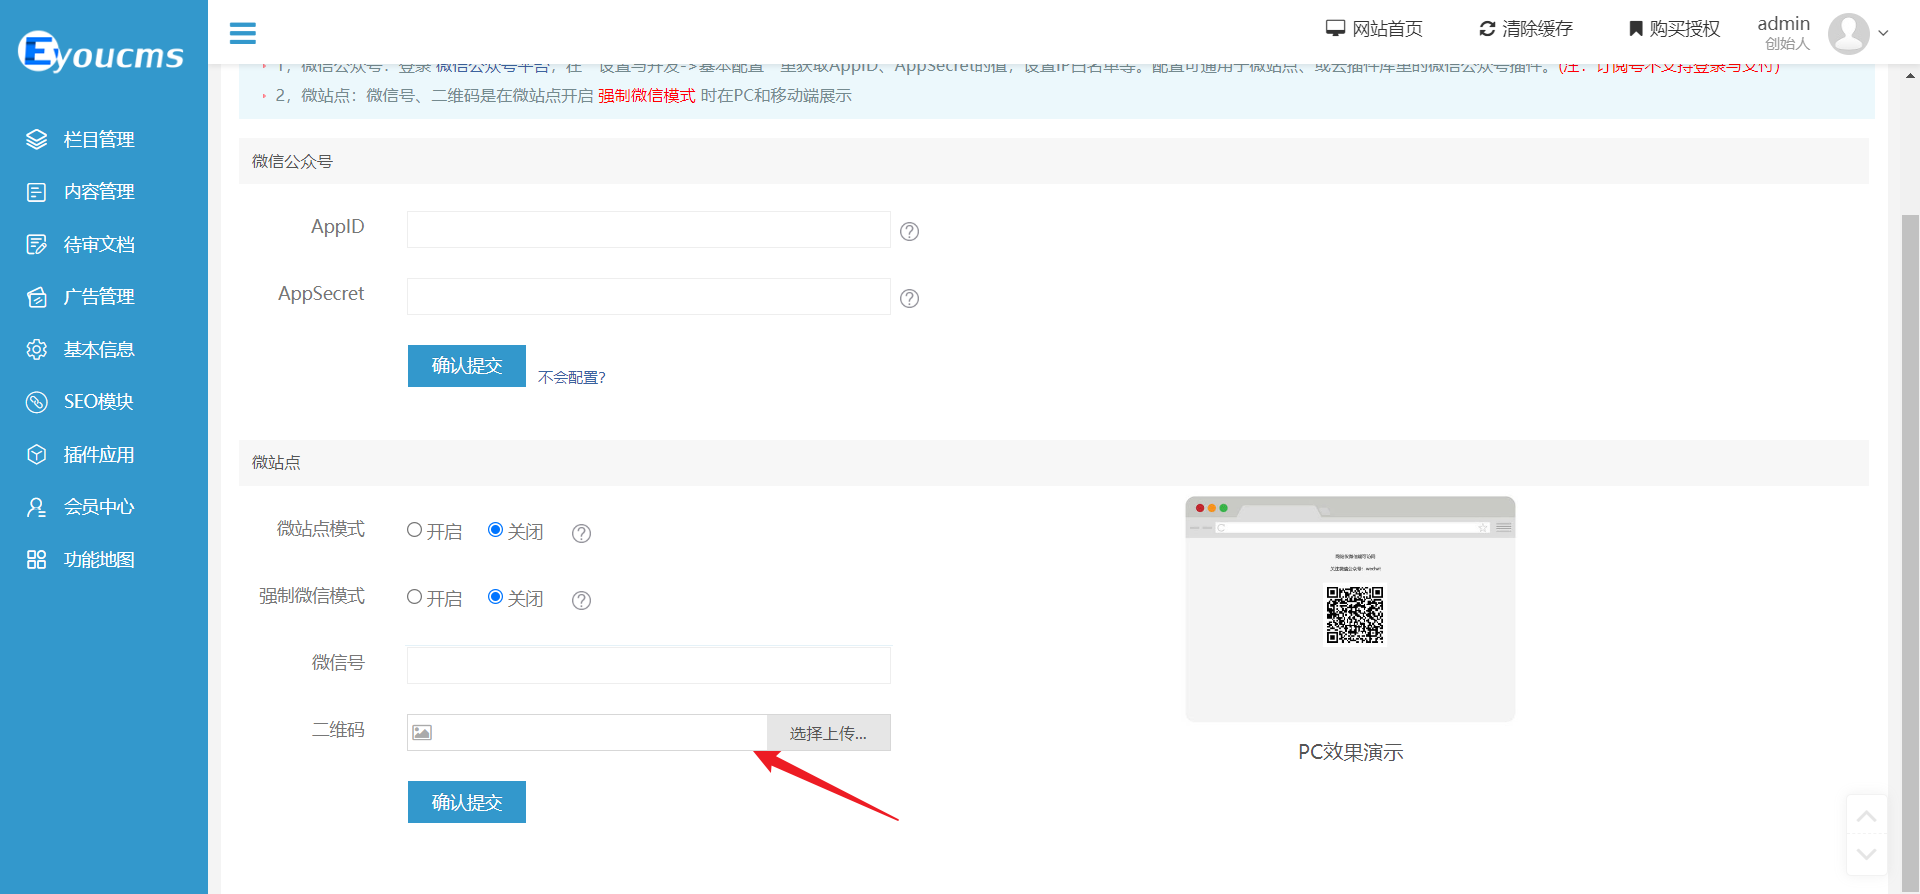 Eyoucms
网站首页
清除缓存
购买授权
admin
创始人
栏目管理
内容管理
待审文档
广告管理
基本信息
SEO模块
插件应用
会员中心
功能地图
1，微信公众号：登录 微信公众号平台，在 "设置与开发->基本配置" 里获取AppID、AppSecret的值，设置IP白名单等。配置可通用于微站点、或云插件库里的微信公众号插件。(注：订阅号不支持登录与支付)
2，微站点：微信号、二维码是在微站点开启 强制微信模式 时在PC和移动端展示
微信公众号
AppID
AppSecret
确认提交
不会配置?
微站点
微站点模式
开启
关闭
强制微信模式
开启
关闭
微信号
二维码
选择上传...
确认提交
PC效果演示